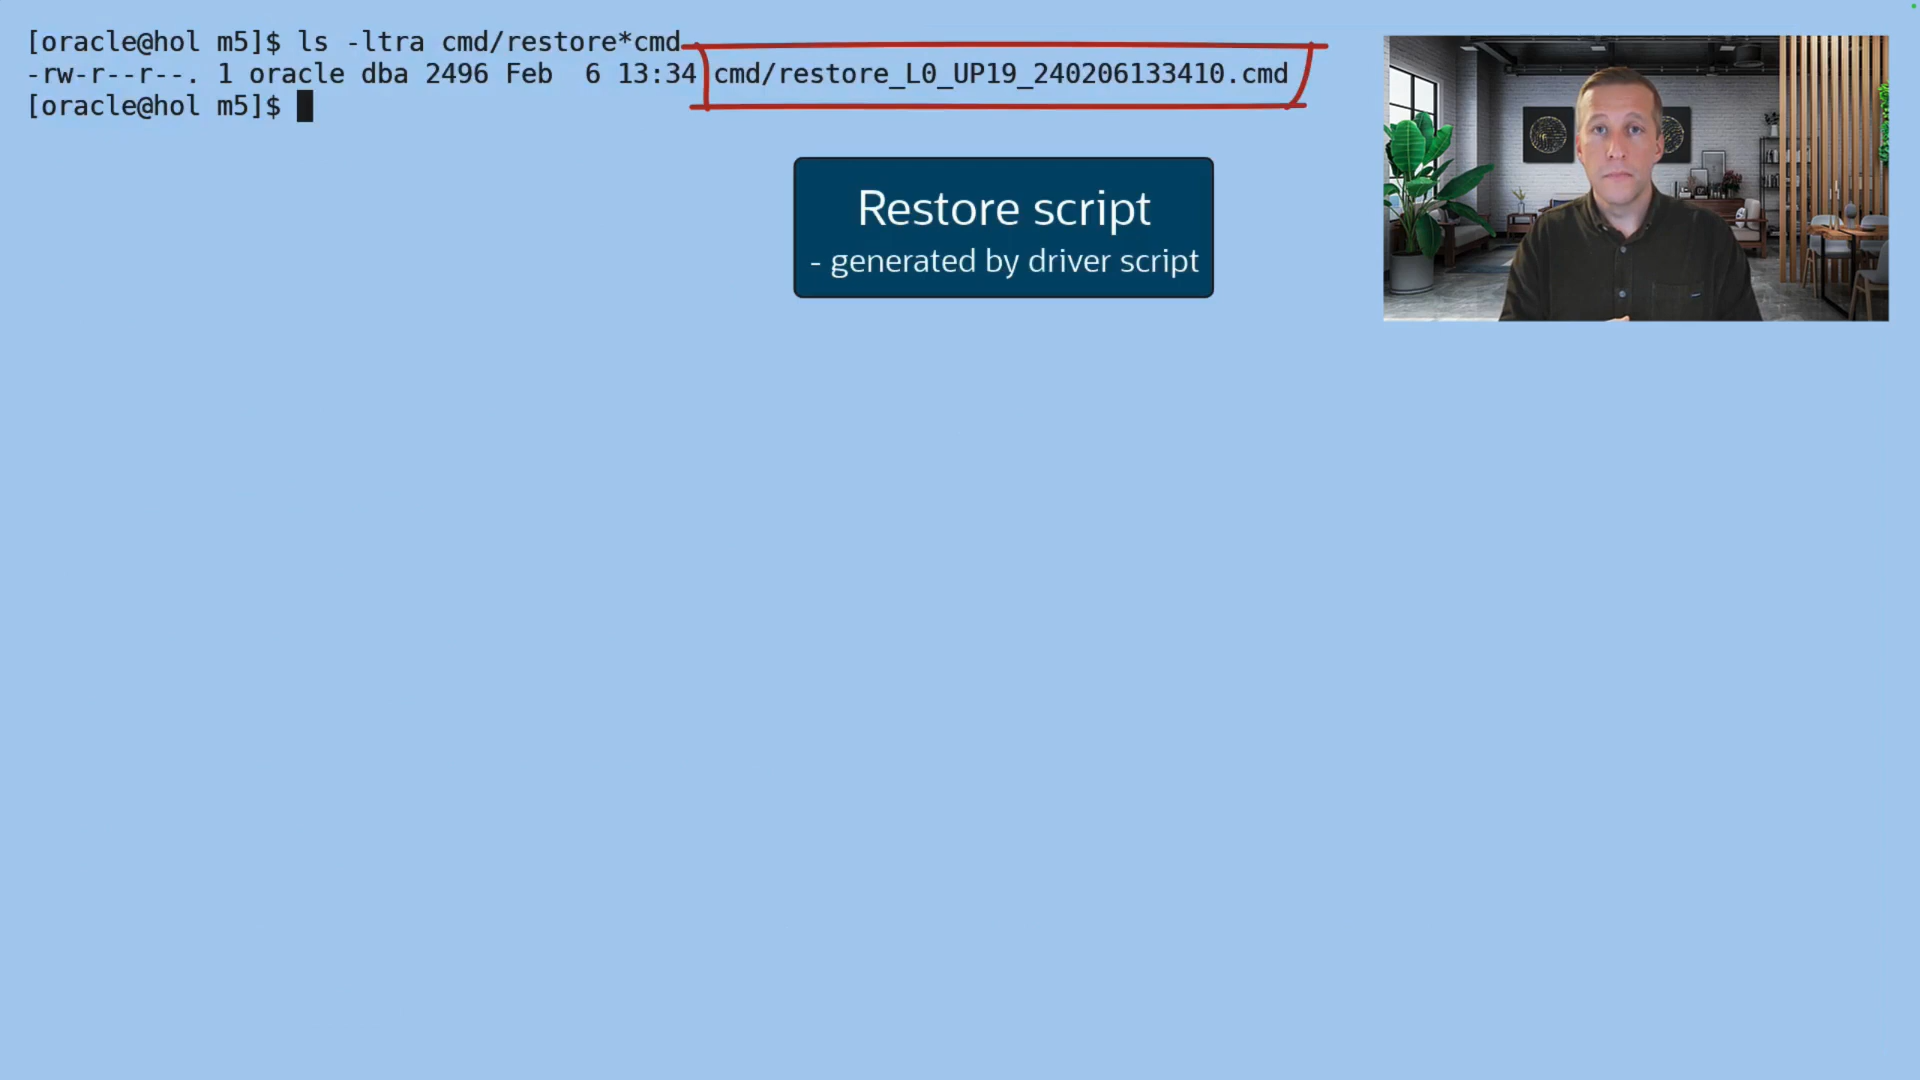 [oracle@hol m5]$ ls -ltra cmd/restore*cmd
-rw-r--r--. 1 oracle dba 2496 Feb  6 13:34 cmd/restore_L0_UP19_240206133410.cmd
[oracle@hol m5]$
Restore script
- generated by driver script